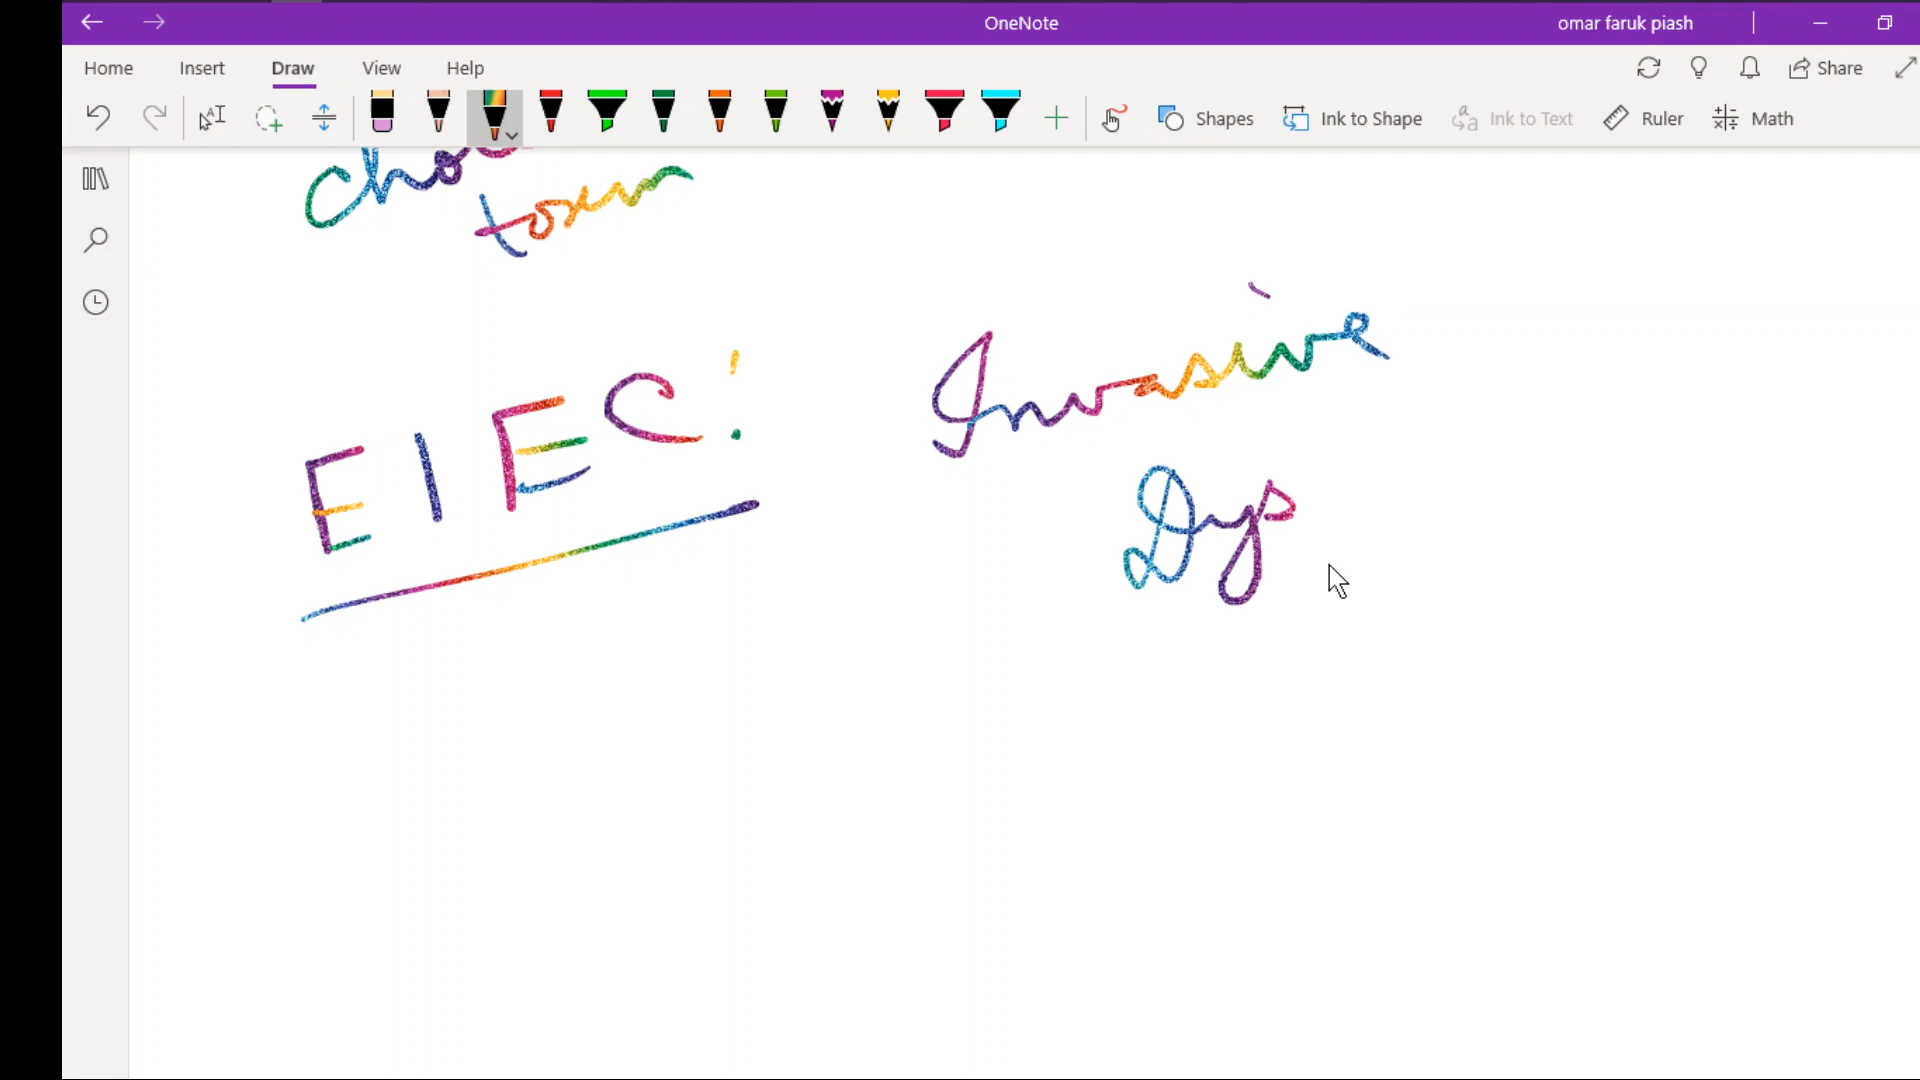 OneNote
omar faruk piash
Home Insert Draw View Help
Share
Shapes Ink to Shape Ink to Text Ruler Math
toxin
EIEC: Invasive
Dys